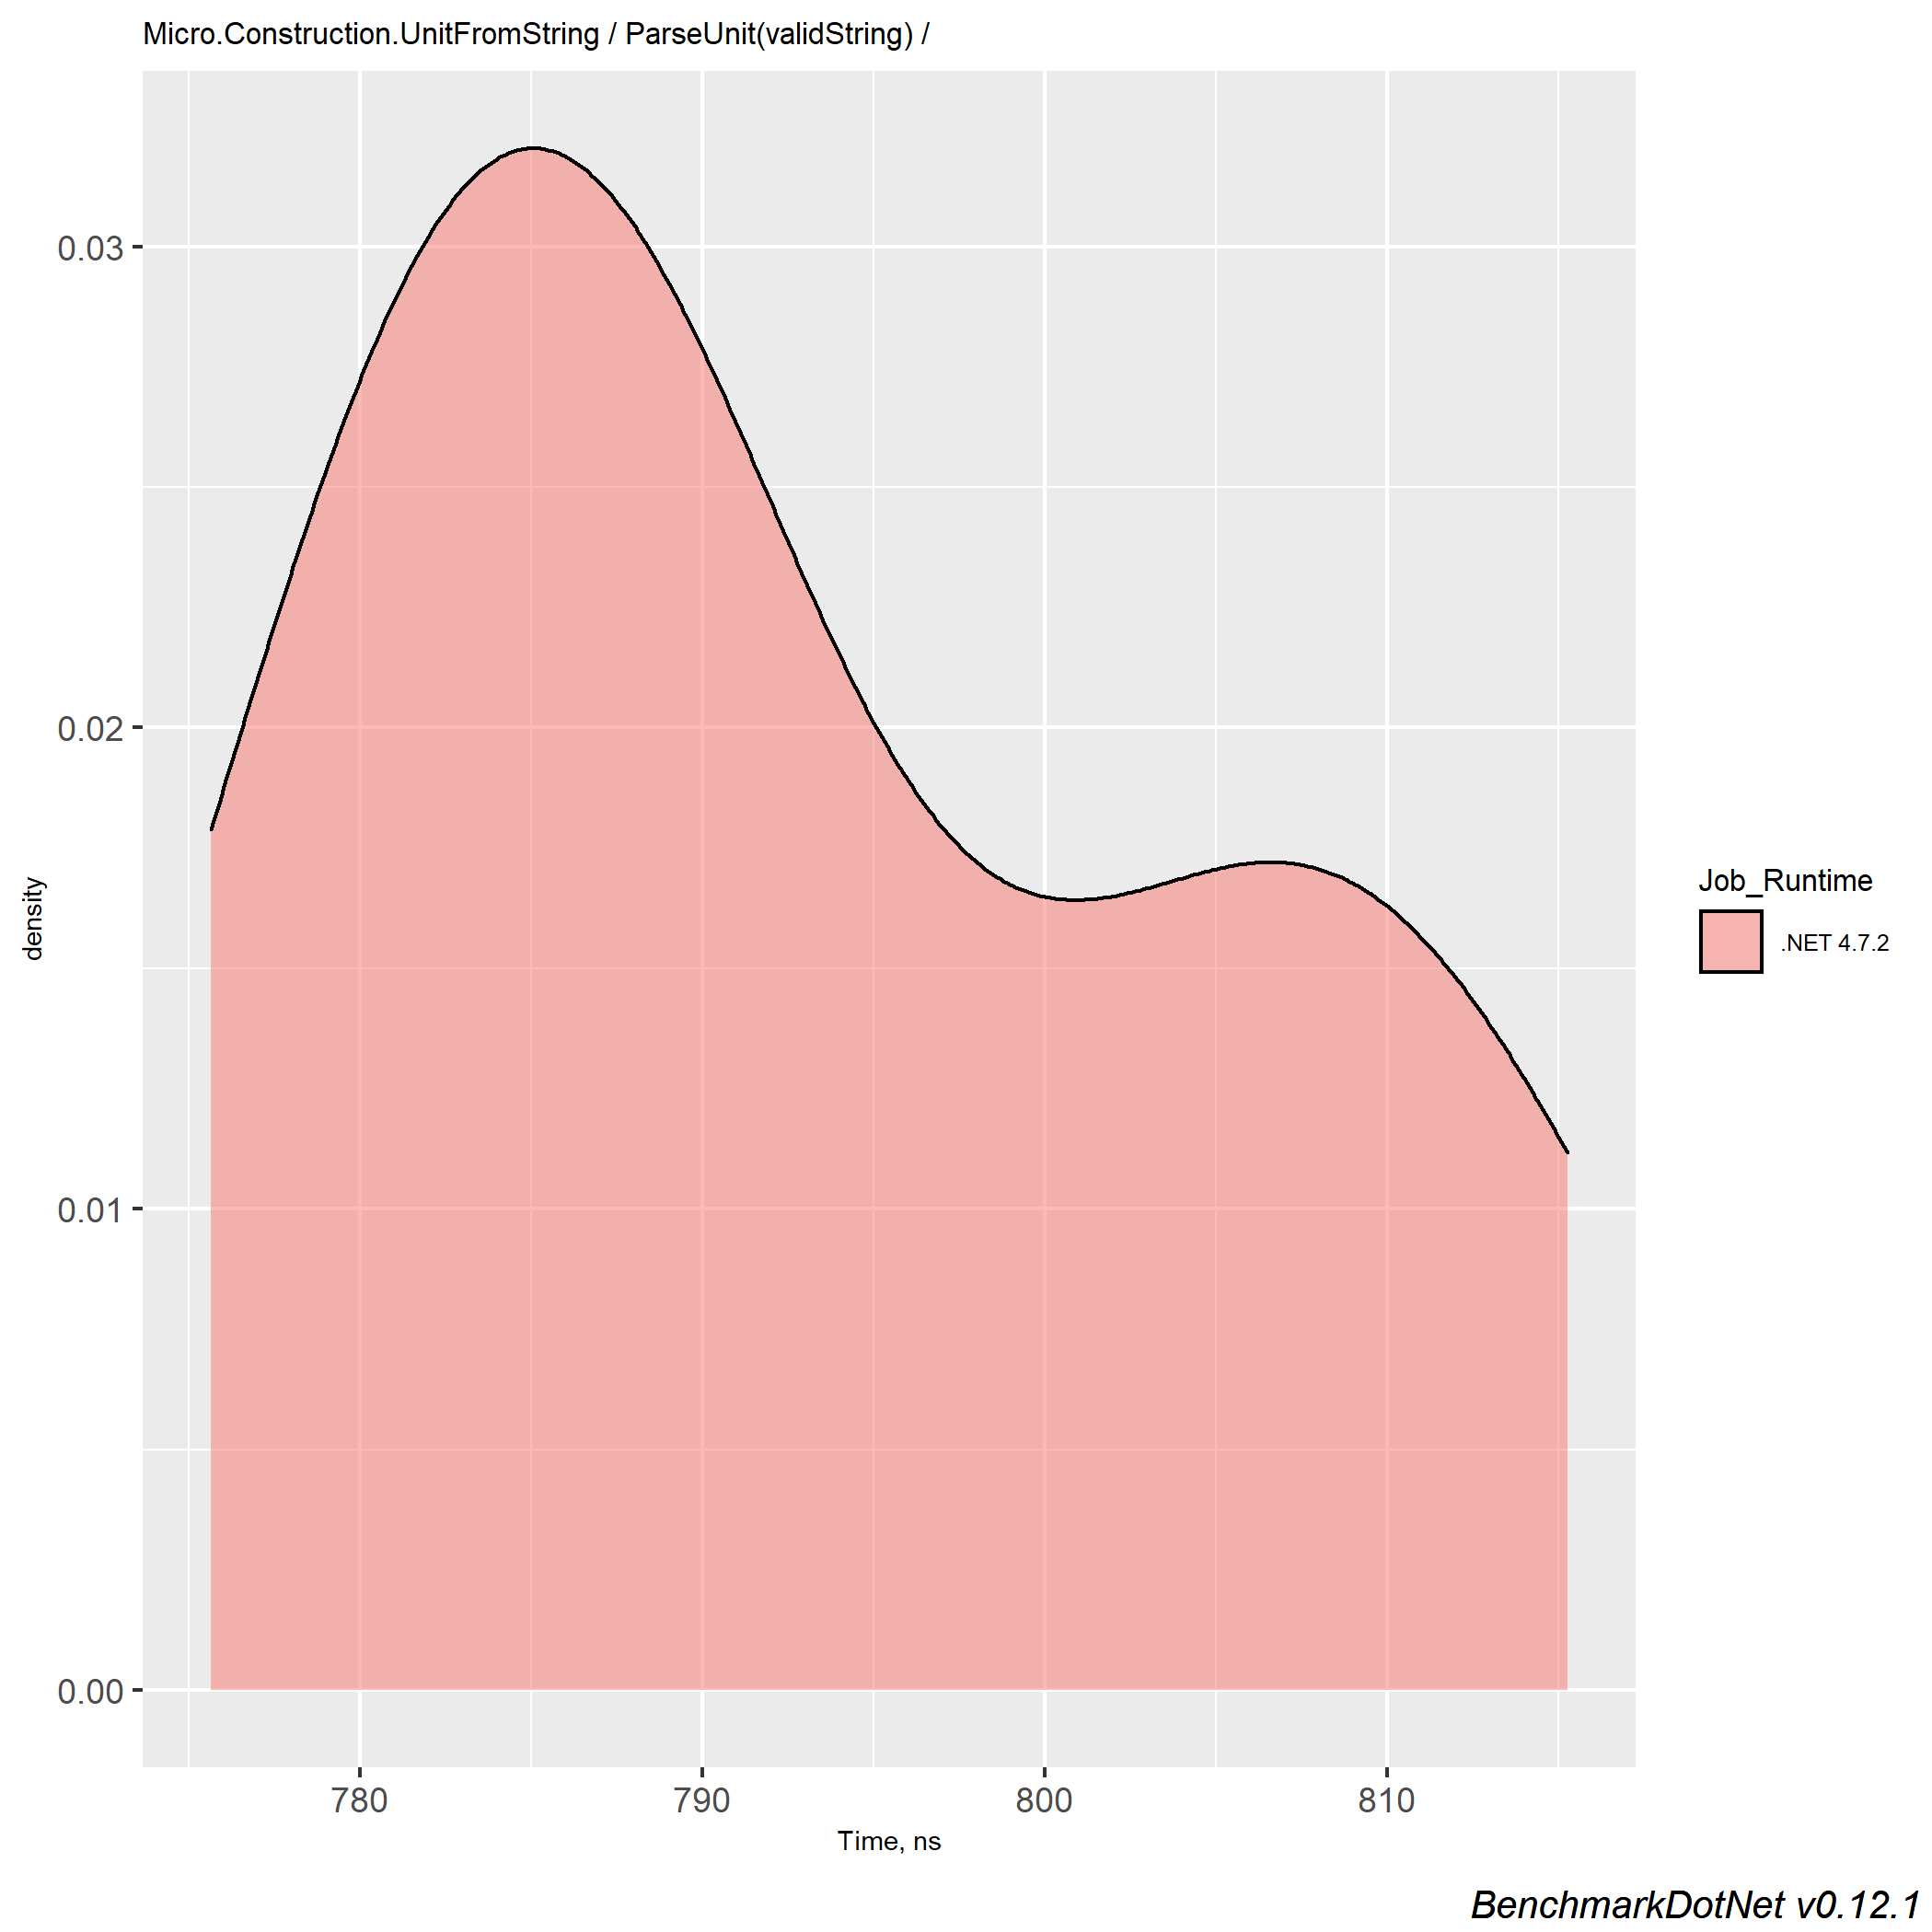 Micro.Construction.UnitFromString / ParseUnit(validString) /
0.03
0.02
0.01
0.00
density
780 790 800 810
Time, ns
Job_Runtime
.NET 4.7.2
BenchmarkDotNet v0.12.1